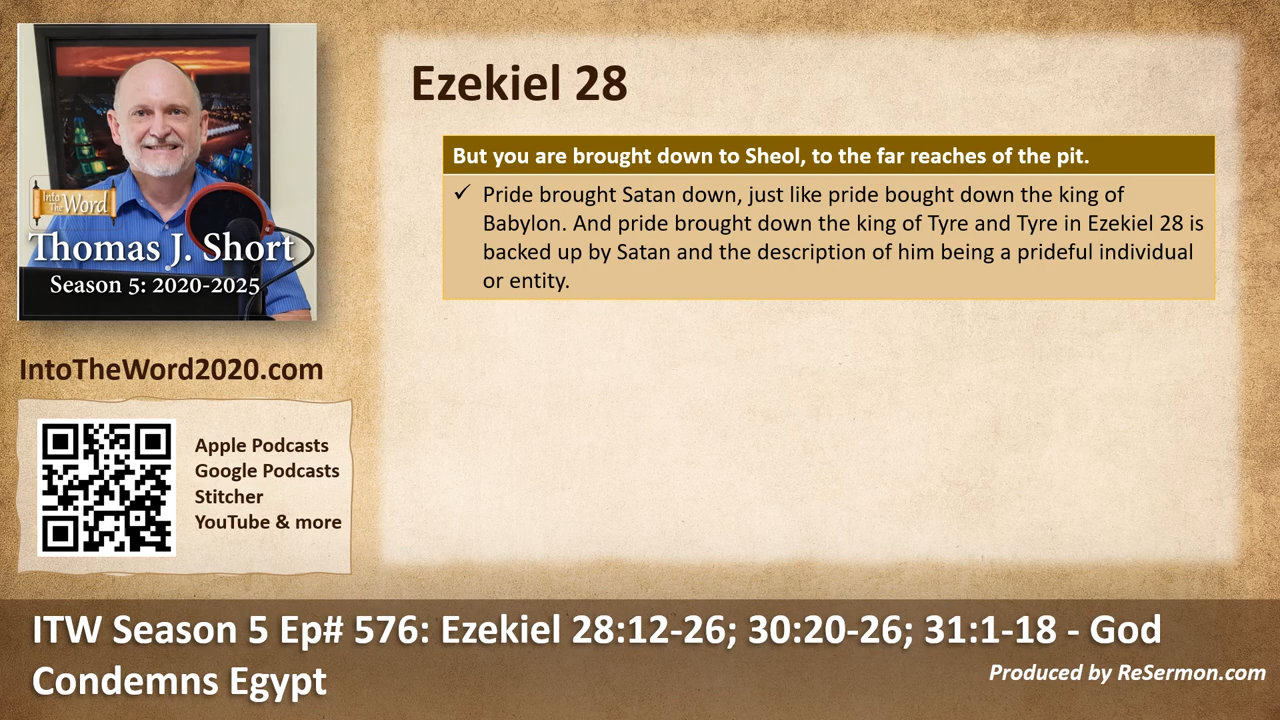 Into
The Word
Thomas J. Short
Season 5: 2020-2025
IntoTheWord2020.com
Apple Podcasts
Google Podcasts
Stitcher
YouTube & more
Ezekiel 28
But you are brought down to Sheol, to the far reaches of the pit.
✓ Pride brought Satan down, just like pride bought down the king of
Babylon. And pride brought down the king of Tyre and Tyre in Ezekiel 28 is
backed up by Satan and the description of him being a prideful individual
or entity.
ITW Season 5 Ep# 576: Ezekiel 28:12-26; 30:20-26; 31:1-18 - God
Condemns Egypt
Produced by ReSermon.com